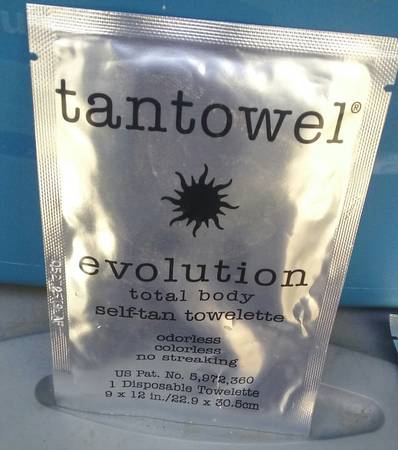 tantowel®
evolution
total body
self-tan towelette
odorless
colorless
no streaking
US Pat. No. 5,972,360
1 Disposable Towelette
9 x 12 in./22.9 x 30.5cm